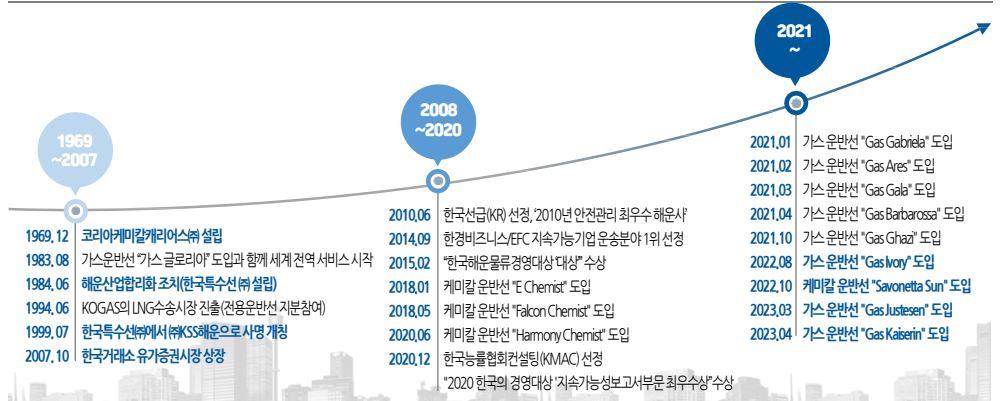 1969
~2007
1969. 12 코리아케미칼캐리어스㈜ 설립
1983. 08 가스운반선 "가스 글로리아" 도입과 함께 세계 전역 서비스 시작
1984. 06 해운산업합리화 조치(한국특수선 ㈜ 설립)
1994. 06 KOGAS의 LNG수송시장 진출(전용운반선 지분참여)
1999. 07 한국특수선㈜에서 ㈜KSS해운으로 사명 개칭
2007. 10 한국거래소 유가증권시장 상장
2008
~2020
2010.06 한국선급(KR) 선정, '2010년 안전관리 최우수 해운사'
2014.09 한경비즈니스/EFC 지속가능기업 운송분야 1위 선정
2015.02 "한국해운물류경영대상 '대상'" 수상
2018.01 케미칼 운반선 "E Chemist" 도입
2018.05 케미칼 운반선 "Falcon Chemist" 도입
2020.06 케미칼 운반선 "Harmony Chemist" 도입
2020.12 한국능률협회컨설팅(KMAC) 선정
"2020 한국의 경영대상 '지속가능성보고서부문 최우수상'"수상
2021
~
2021.01 가스 운반선 "Gas Gabriela" 도입
2021.02 가스 운반선 "Gas Ares" 도입
2021.03 가스 운반선 "Gas Gala" 도입
2021.04 가스 운반선 "Gas Barbarossa" 도입
2021.10 가스 운반선 "Gas Ghazi" 도입
2022.08 가스 운반선 "Gas Ivory" 도입
2022.10 케미칼 운반선 "Savonetta Sun" 도입
2023.03 가스 운반선 "Gas Justesen" 도입
2023.04 가스 운반선 "Gas Kaiserin" 도입